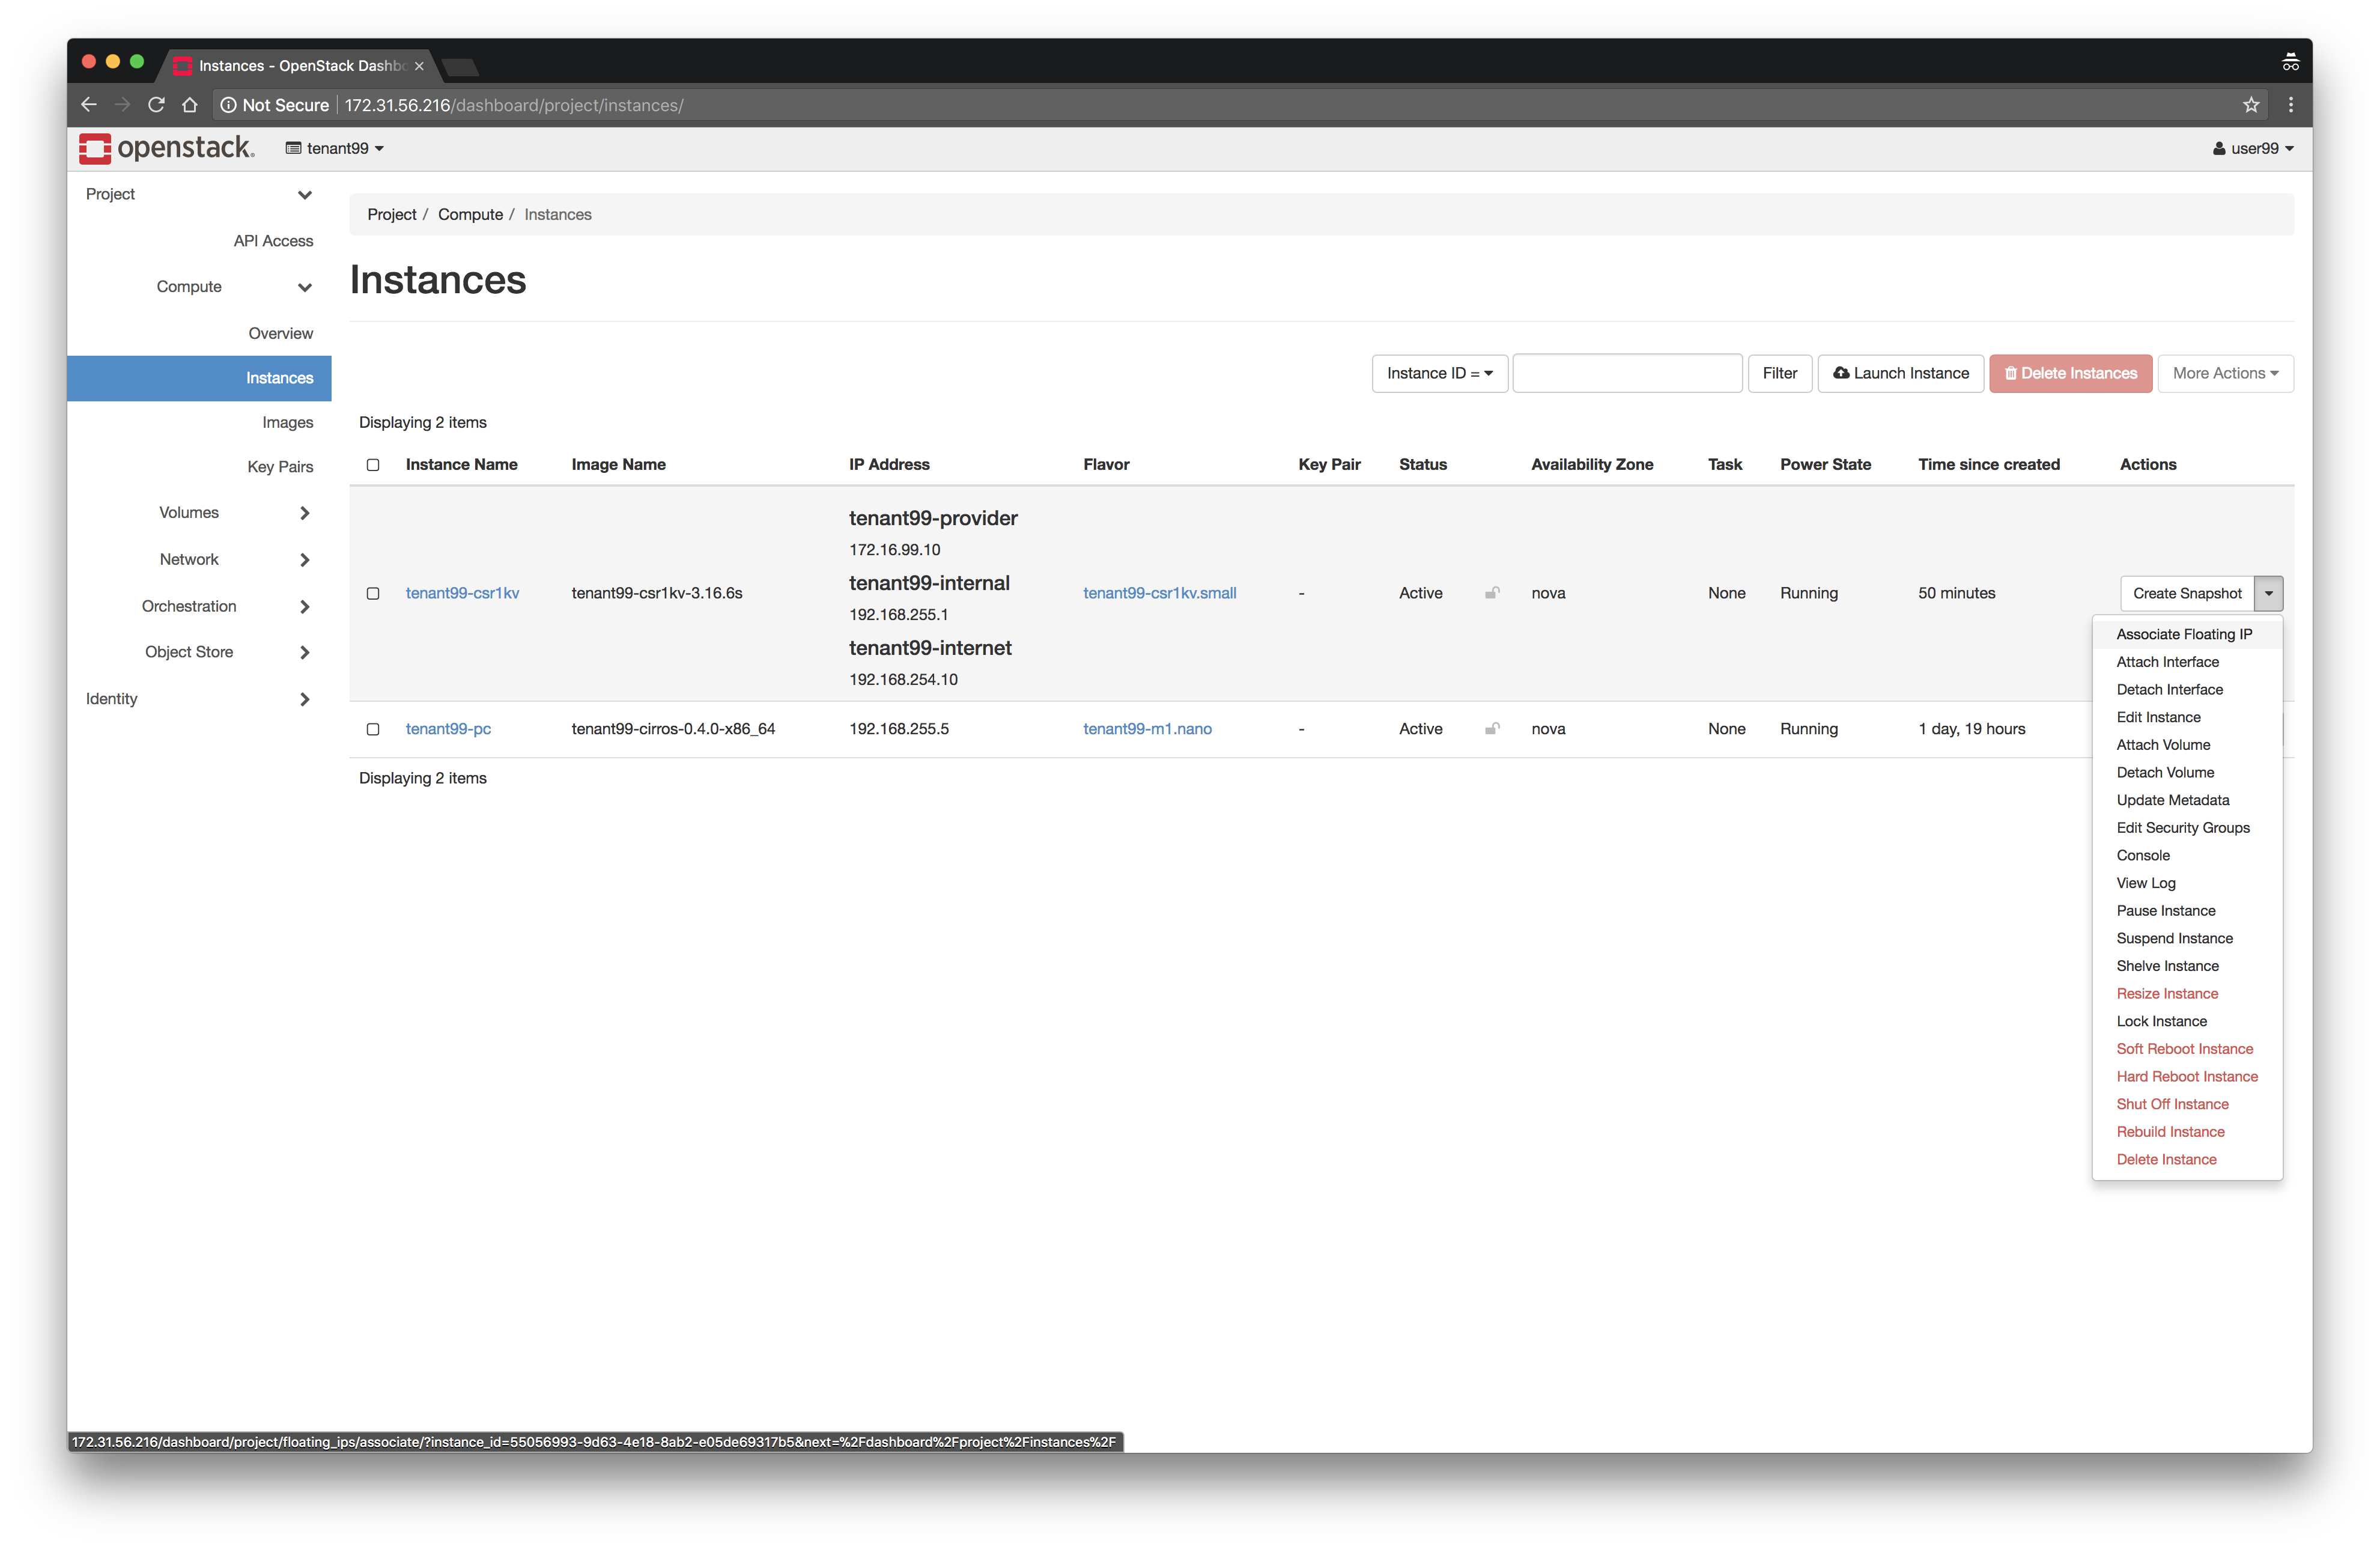 Instances - OpenStack Dashbo
Not Secure 172.31.56.216/dashboard/project/instances/
openstack. tenant99 user99
Project
API Access
Compute
Overview
Instances
Images
Key Pairs
Volumes
Network
Orchestration
Object Store
Identity
Project / Compute / Instances
Instances
Instance ID = Filter Launch Instance Delete Instances More Actions
Displaying 2 items
Instance Name Image Name IP Address Flavor Key Pair Status Availability Zone Task Power State Time since created Actions
tenant99-provider
172.16.99.10
tenant99-internal
tenant99-csr1kv tenant99-csr1kv-3.16.6s tenant99-csr1kv.small - Active nova None Running 50 minutes Create Snapshot
192.168.255.1
tenant99-internet
192.168.254.10
tenant99-pc tenant99-cirros-0.4.0-x86_64 192.168.255.5 tenant99-m1.nano - Active nova None Running 1 day, 19 hours
Displaying 2 items
Associate Floating IP
Attach Interface
Detach Interface
Edit Instance
Attach Volume
Detach Volume
Update Metadata
Edit Security Groups
Console
View Log
Pause Instance
Suspend Instance
Shelve Instance
Resize Instance
Lock Instance
Soft Reboot Instance
Hard Reboot Instance
Shut Off Instance
Rebuild Instance
Delete Instance
172.31.56.216/dashboard/project/floating_ips/associate/?instance_id=55056993-9d63-4e18-8ab2-e05de69317b5&next=%2Fdashboard%2Fproject%2Finstances%2F